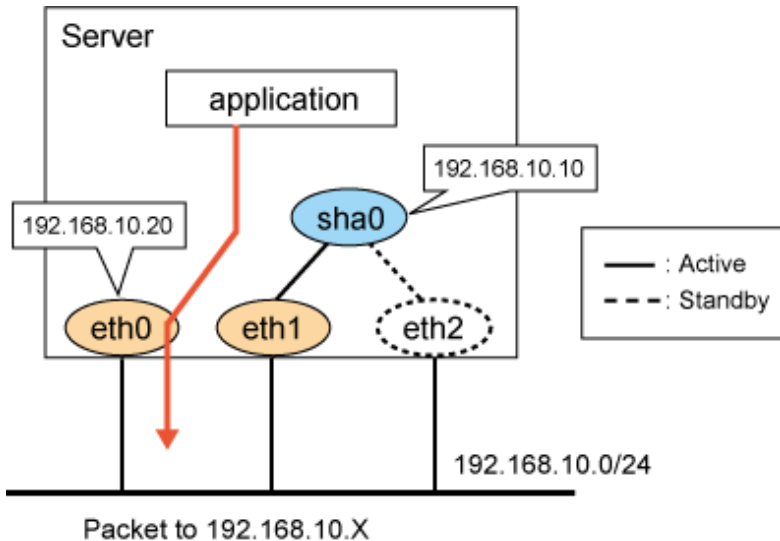 Server
application
192.168.10.10
192.168.10.20
sha0
: Active
: Standby
eth0
eth1
eth2
192.168.10.0/24
Packet to 192.168.10.X